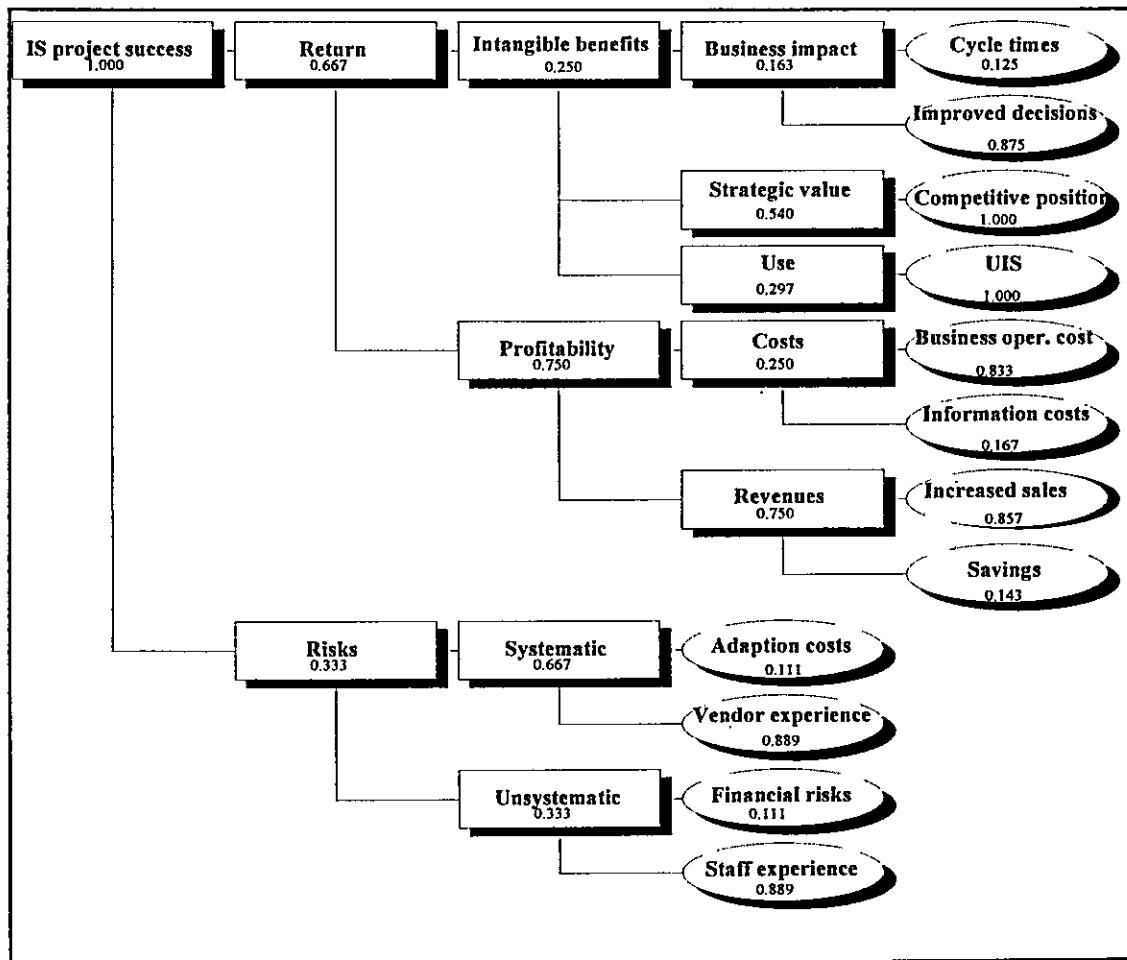 IS project success
1.000
Return
0.667
Intangible benefits
0.250
Business impact
0.163
Cycle times
0.125
Improved decisions
0.875
Strategic value
0.540
Competitive position
1.000
Use
0.297
UIS
1.000
Profitability
0.750
Costs
0.250
Business oper. cost
0.833
Information costs
0.167
Revenues
0.750
Increased sales
0.857
Savings
0.143
Risks
0.333
Systematic
0.667
Adaption costs
0.111
Vendor experience
0.889
Unsystematic
0.333
Financial risks
0.111
Staff experience
0.889